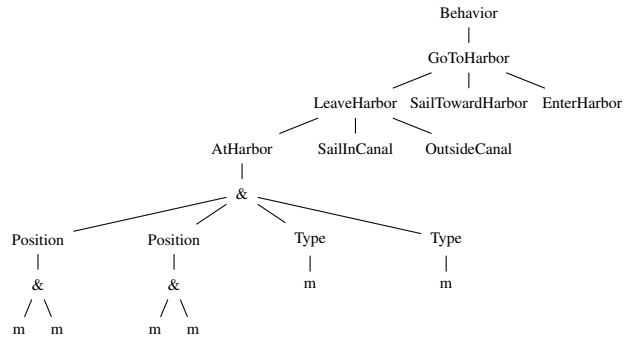 Behavior
GoToHarbor
LeaveHarbor SailTowardHarbor EnterHarbor
AtHarbor SailInCanal OutsideCanal
&
Position Position Type Type
& & m m
m m m m